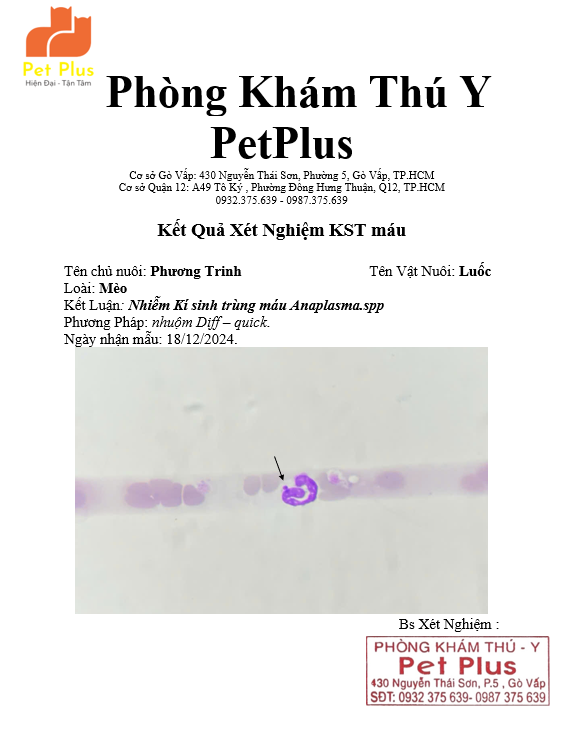 Pet Plus
Hiện Đại - Tận Tâm
Phòng Khám Thú Y
PetPlus
Cơ sở Gò Vấp: 430 Nguyễn Thái Sơn, Phường 5, Gò Vấp, TP.HCM
Cơ sở Quận 12: A49 Tô Ký , Phường Đông Hưng Thuận, Q12, TP.HCM
0932.375.639 - 0987.375.639
Kết Quả Xét Nghiệm KST máu
Tên chủ nuôi: Phương Trinh Tên Vật Nuôi: Luốc
Loài: Mèo
Kết Luận: Nhiễm Kí sinh trùng máu Anaplasma.spp
Phương Pháp: nhuộm Diff – quick.
Ngày nhận mẫu: 18/12/2024.
Bs Xét Nghiệm :
PHÒNG KHÁM THÚ - Y
Pet Plus
430 Nguyễn Thái Sơn, P.5 , Gò Vấp
SĐT: 0932 375 639- 0987 375 639